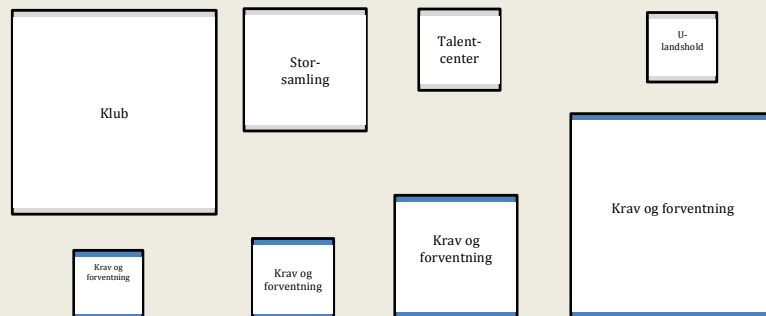 Klub
Stor-
samling
Talent-
center
U-
landshold
Krav og
forventning
Krav og
forventning
Krav og
forventning
Krav og forventning